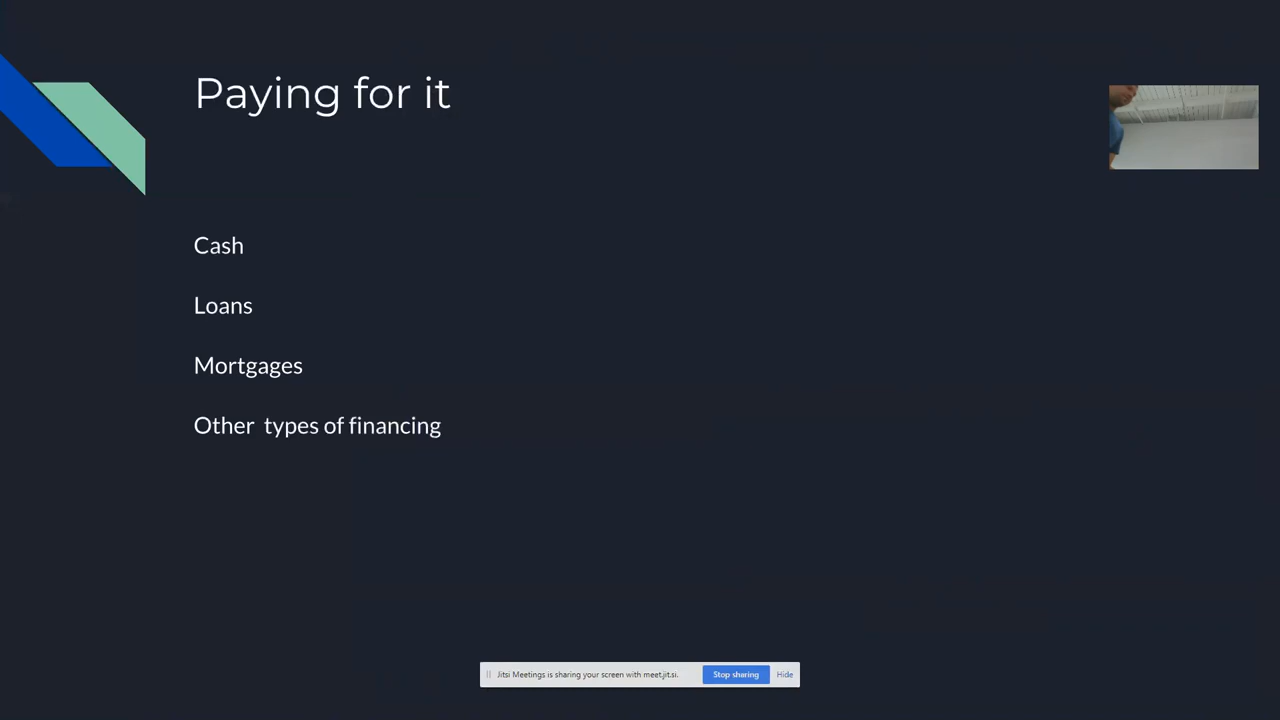 Paying for it
Cash
Loans
Mortgages
Other types of financing
Jitsi Meetings is sharing your screen with meet.jit.si.
Stop sharing
Hide